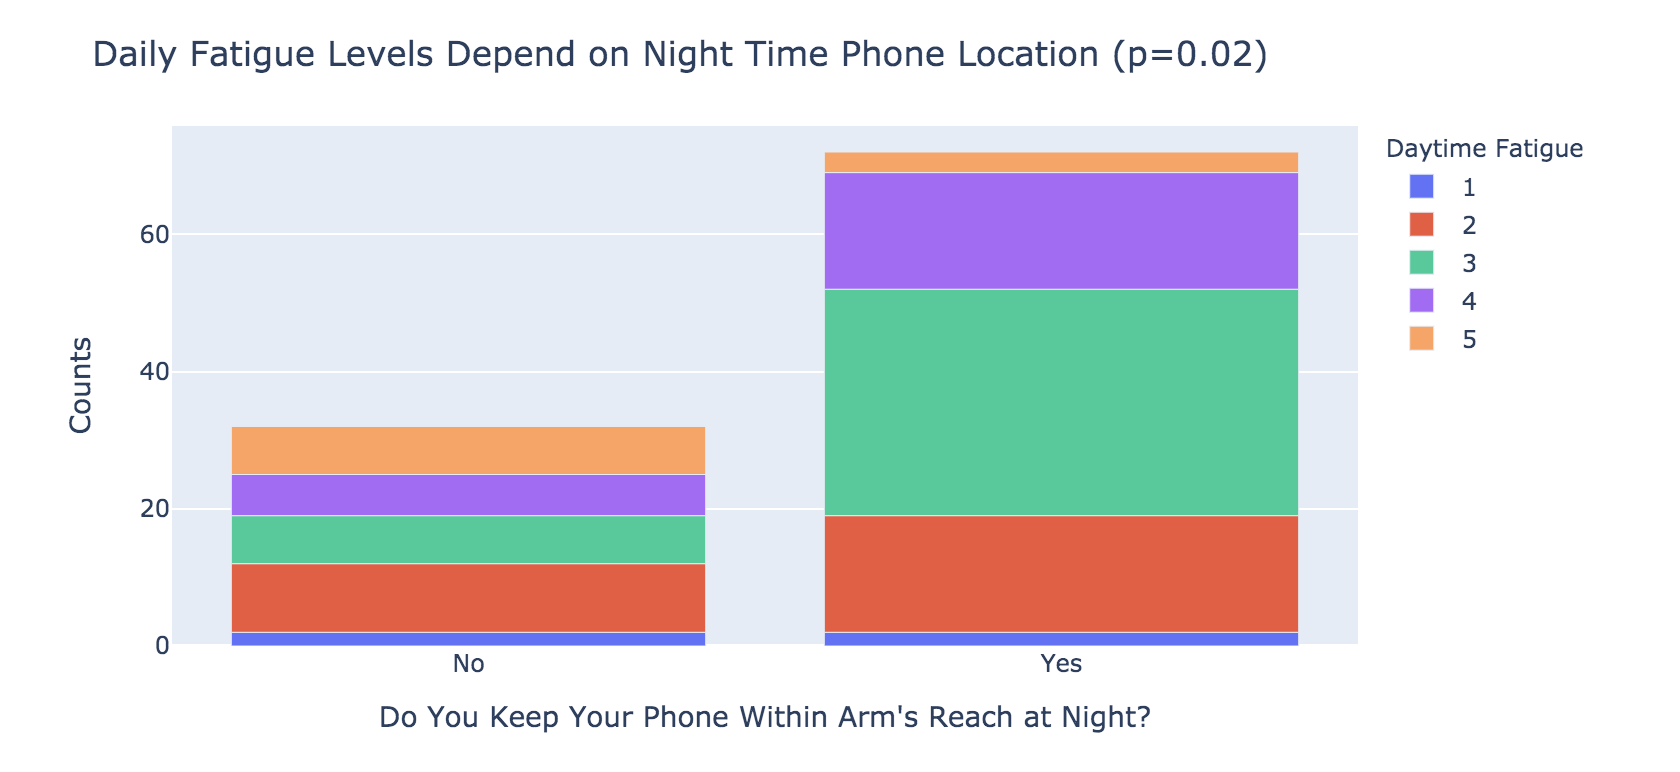 Daily Fatigue Levels Depend on Night Time Phone Location (p=0.02)
Daytime Fatigue
1
2
3
4
5
60
40
20
0
Counts
No
Yes
Do You Keep Your Phone Within Arm's Reach at Night?